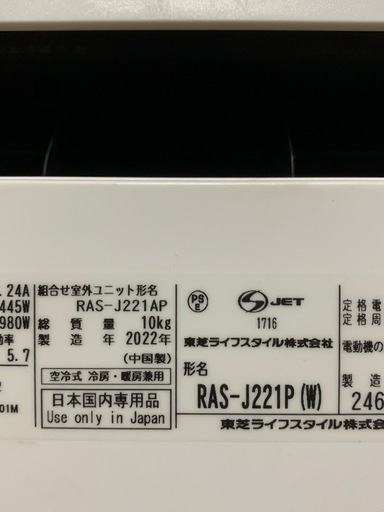 .24A
445W
980W
5.7
01M
組合せ室外ユニット形名
RAS-J221AP
総質量 10kg
製造年 2022年
(中国製)
空冷式 冷房・暖房兼用
日本国内専用品
Use only in Japan
PS
E
JET
1716
東芝ライフスタイル株式会社
形名
RAS-J221P(W)
東芝ライフスタイル株式会
定格電
定格周
電動機の
製造
246